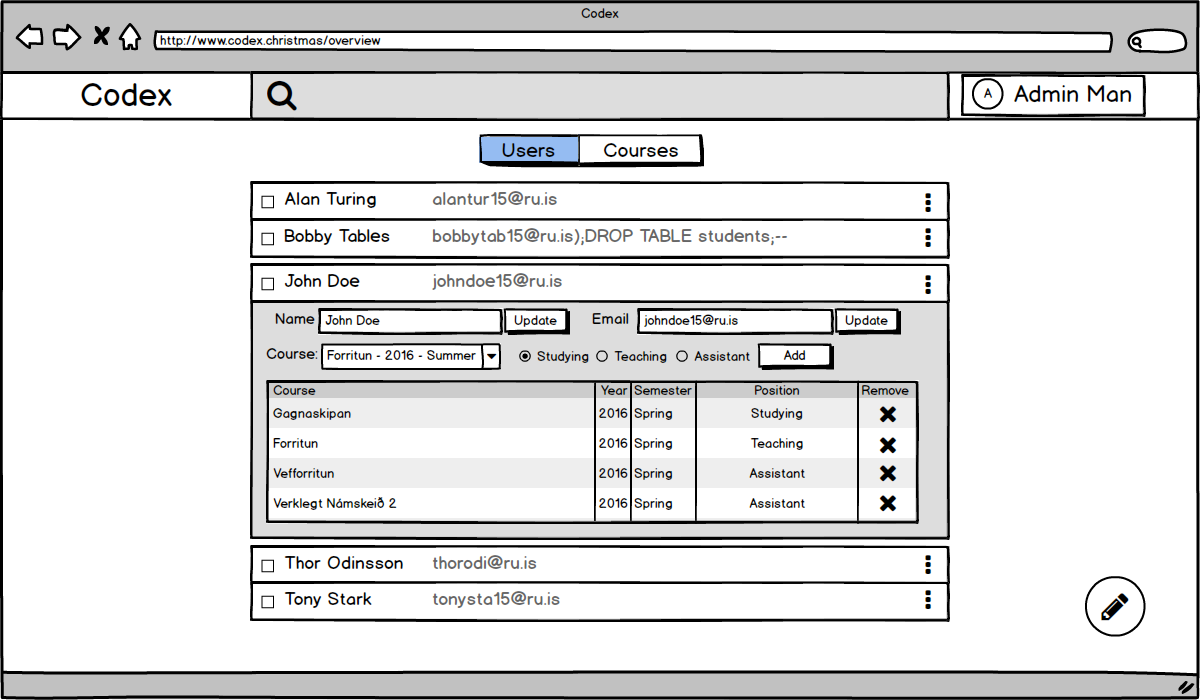 Codex
http://www.codex.christmas/overview
Codex
A Admin Man
Users Courses
Alan Turing alantur15@ru.is
Bobby Tables bobbytab15@ru.is);DROP TABLE students;--
John Doe johndoe15@ru.is
Name John Doe Update Email johndoe15@ru.is Update
Course: Forritun - 2016 - Summer Studying Teaching Assistant Add
Course Year Semester Position Remove
Gagnaskipan 2016 Spring Studying
Forritun 2016 Spring Teaching
Vefforritun 2016 Spring Assistant
Verklegt Námskeið 2 2016 Spring Assistant
Thor Odinsson thorodi@ru.is
Tony Stark tonysta15@ru.is